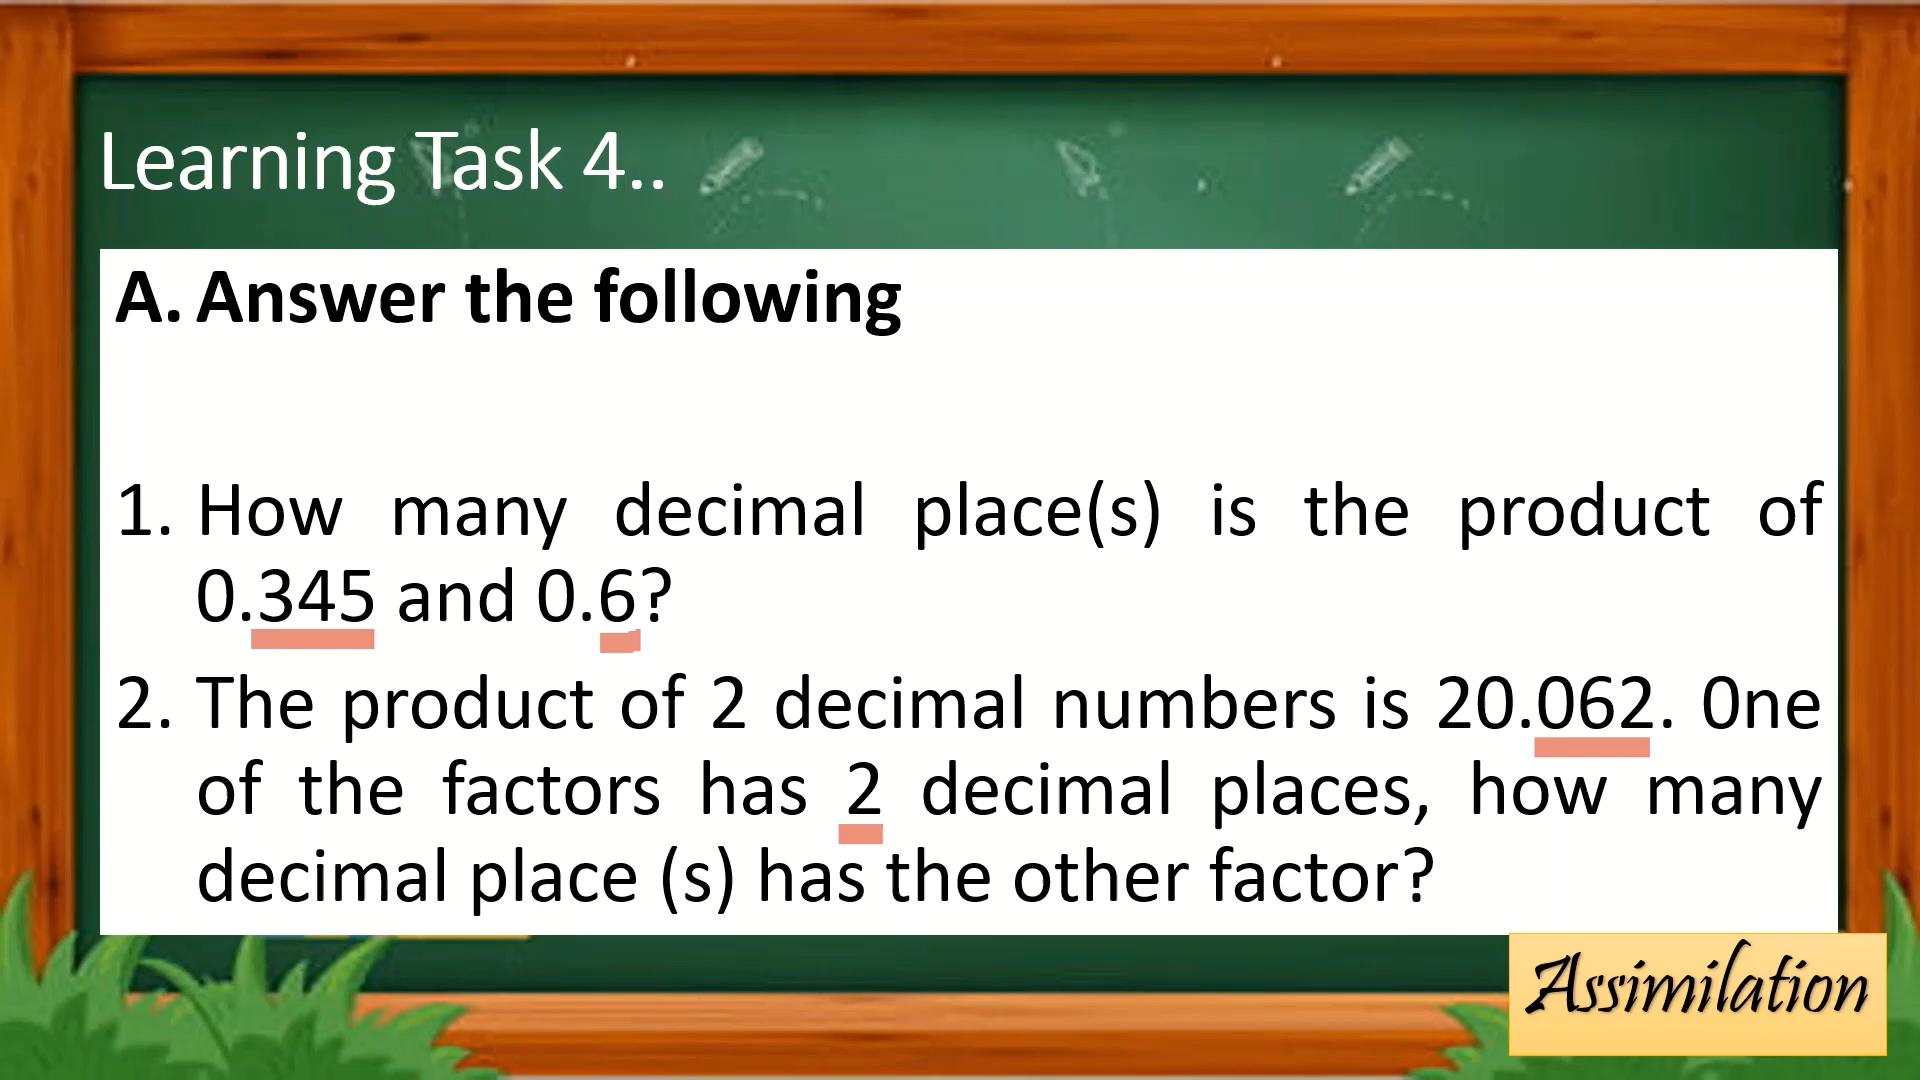 Learning Task 4..
A. Answer the following
1. How many decimal place(s) is the product of
0.345 and 0.6?
2. The product of 2 decimal numbers is 20.062. 0ne
of the factors has 2 decimal places, how many
decimal place (s) has the other factor?
Assimilation